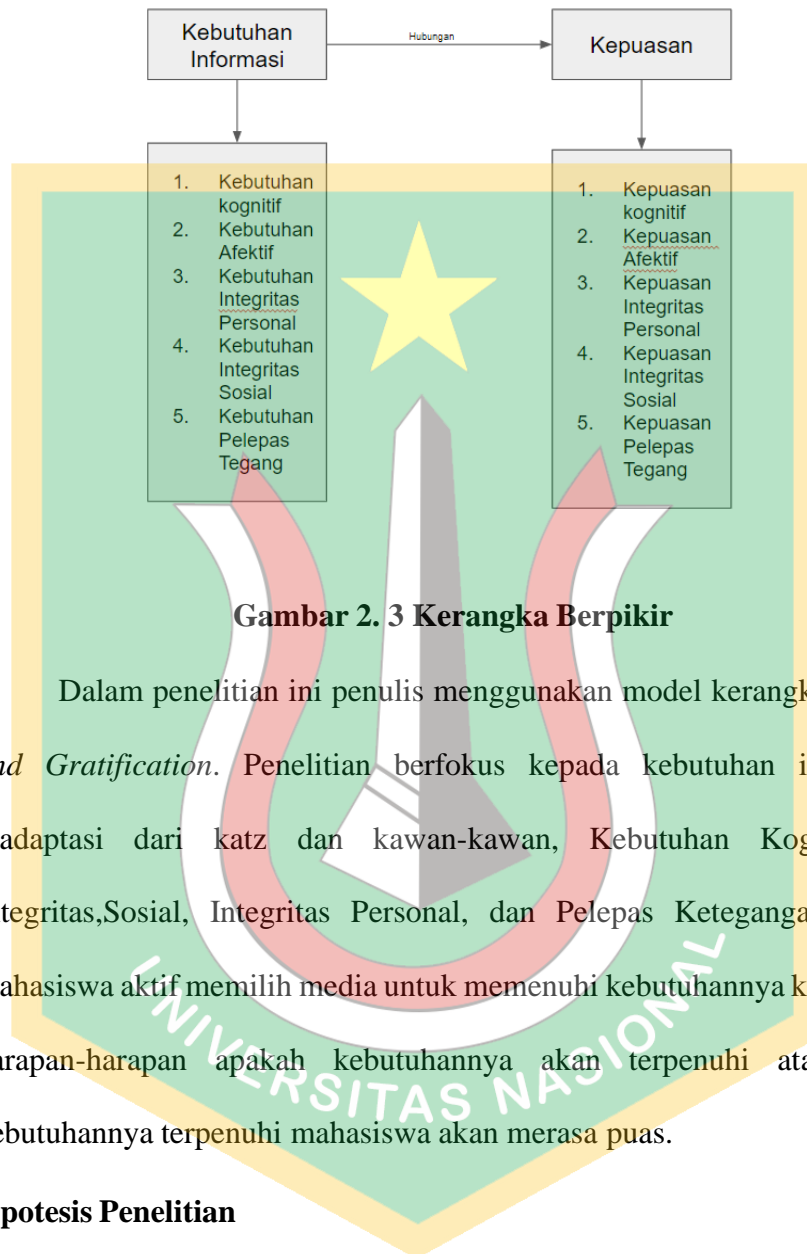 Kebutuhan
Informasi
Hubungan
Kepuasan
1. Kebutuhan
kognitif
2. Kebutuhan
Afektif
3. Kebutuhan
Integritas
Personal
4. Kebutuhan
Integritas
Sosial
5. Kebutuhan
Pelepas
Tegang
1. Kepuasan
kognitif
2. Kepuasan
Afektif
3. Kepuasan
Integritas
Personal
4. Kepuasan
Integritas
Sosial
5. Kepuasan
Pelepas
Tegang
Gambar 2. 3 Kerangka Berpikir
Dalam penelitian ini penulis menggunakan model kerangk
nd Gratification. Penelitian berfokus kepada kebutuhan i
adaptasi dari katz dan kawan-kawan, Kebutuhan Kog
tegritas,Sosial, Integritas Personal, dan Pelepas Keteganga
ahasiswa aktif memilih media untuk memenuhi kebutuhannya k
arapan-harapan apakah kebutuhannya akan terpenuhi ata
ebutuhannya terpenuhi mahasiswa akan merasa puas.
potesis Penelitian
UNIVERSITAS NASIONAL